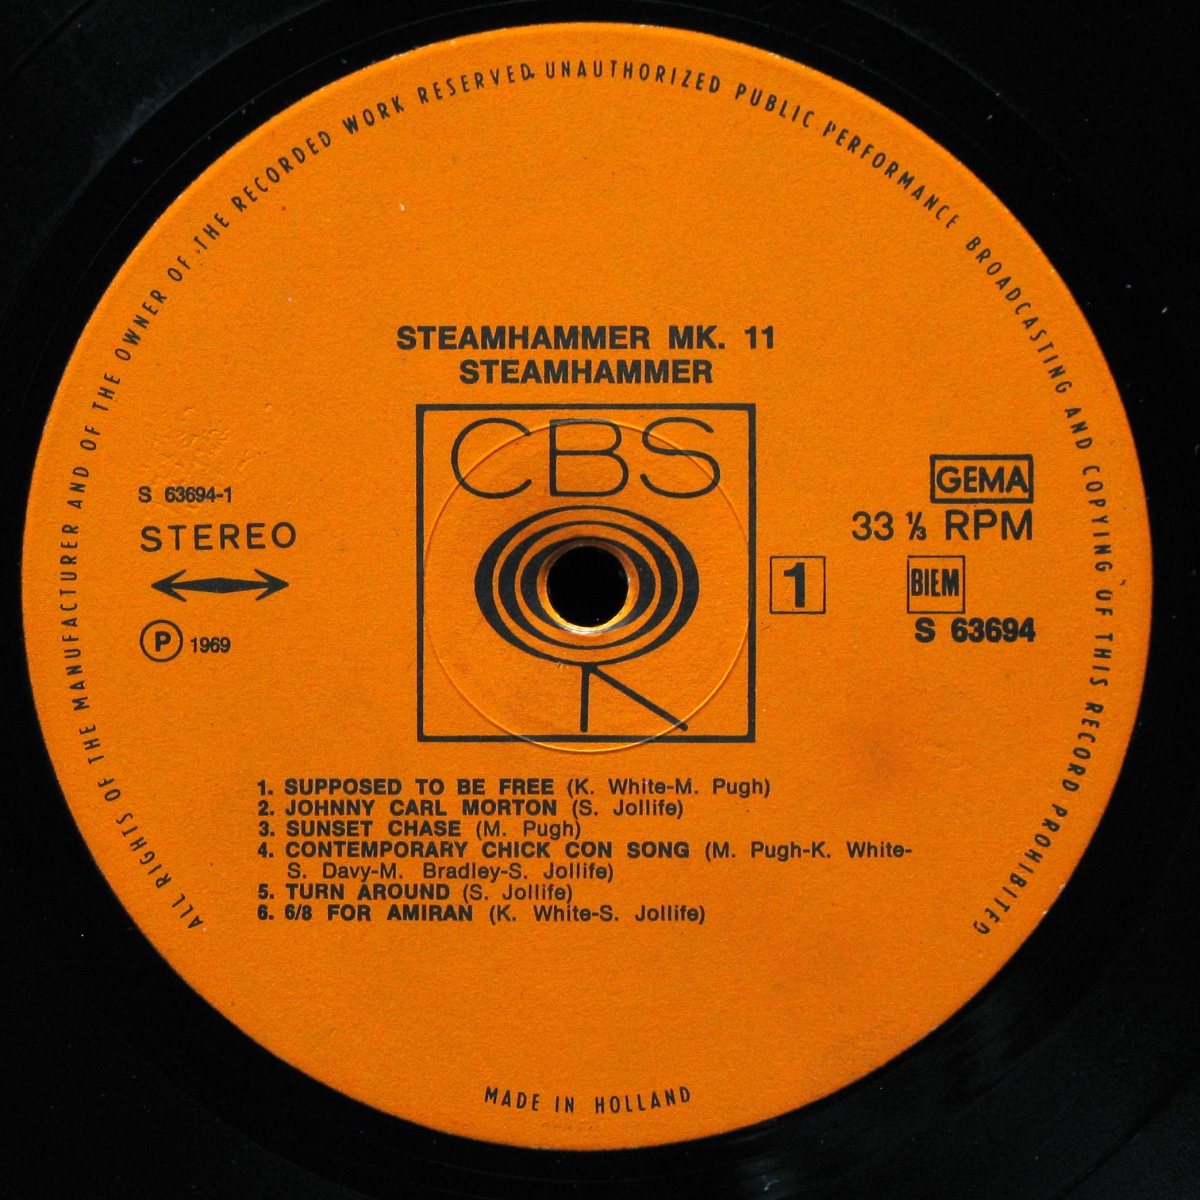 ALL RIGHTS OF THE MANUFACTURER AND OF THE OWNER OF THE RECORDED WORK RESERVED. UNAUTHORIZED PUBLIC PERFORMANCE BROADCASTING AND COPYING OF THIS RECORD PROHIBITED
STEAMHAMMER MK. 11
STEAMHAMMER
CBS
S 63694-1
STEREO
Ⓟ 1969
1
GEMA
33 ⅓ RPM
BIEM
S 63694
1. SUPPOSED TO BE FREE (K. White-M. Pugh)
2. JOHNNY CARL MORTON (S. Jollife)
3. SUNSET CHASE (M. Pugh)
4. CONTEMPORARY CHICK CON SONG (M. Pugh-K. White-
S. Davy-M. Bradley-S. Jollife)
5. TURN AROUND (S. Jollife)
6. 6/8 FOR AMIRAN (K. White-S. Jollife)
MADE IN HOLLAND